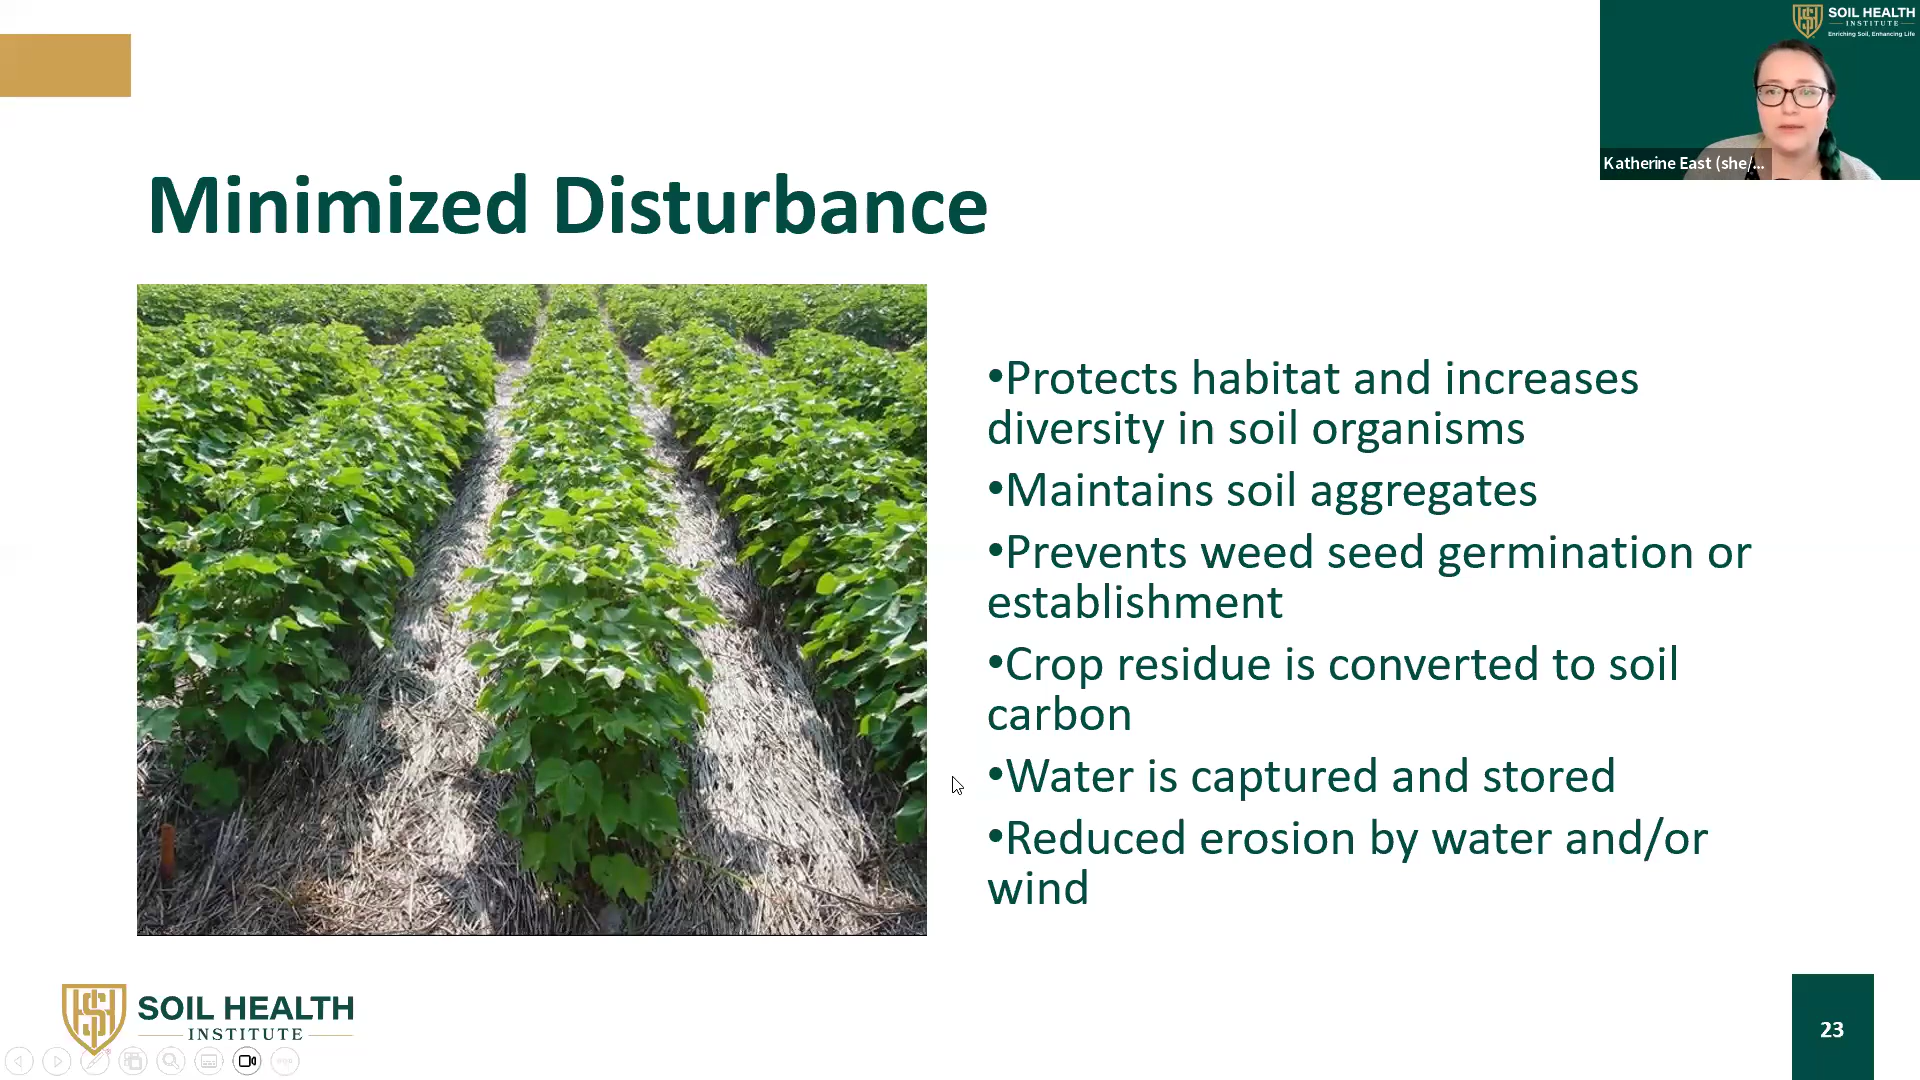 SOIL HEALTH
INSTITUTE
Enriching Soil, Enhancing Life
Katherine East (she/...
Minimized Disturbance
•Protects habitat and increases
diversity in soil organisms
•Maintains soil aggregates
•Prevents weed seed germination or
establishment
•Crop residue is converted to soil
carbon
•Water is captured and stored
•Reduced erosion by water and/or
wind
SOIL HEALTH
INSTITUTE
23